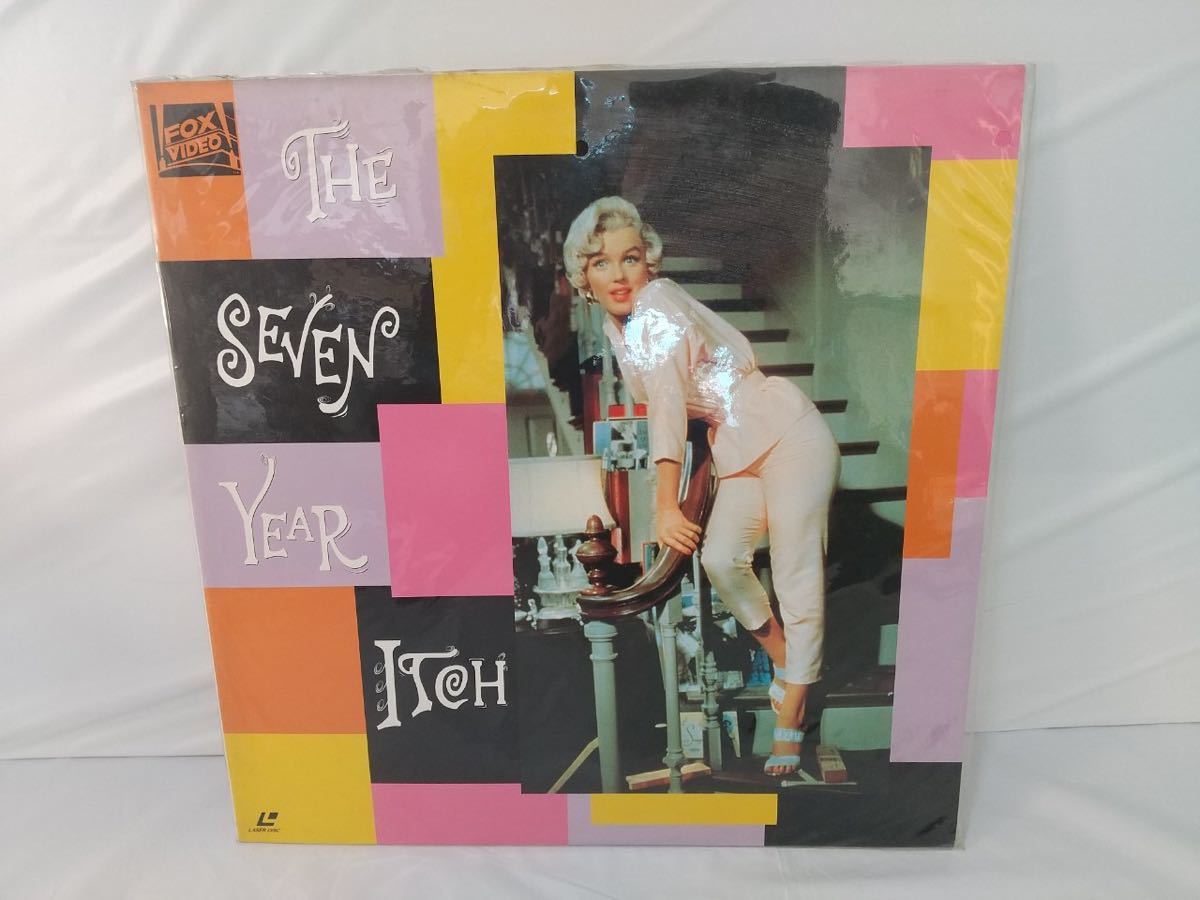 FOX
VIDEO
THE
SEVEN
YEAR
ITCH
LASER DISC